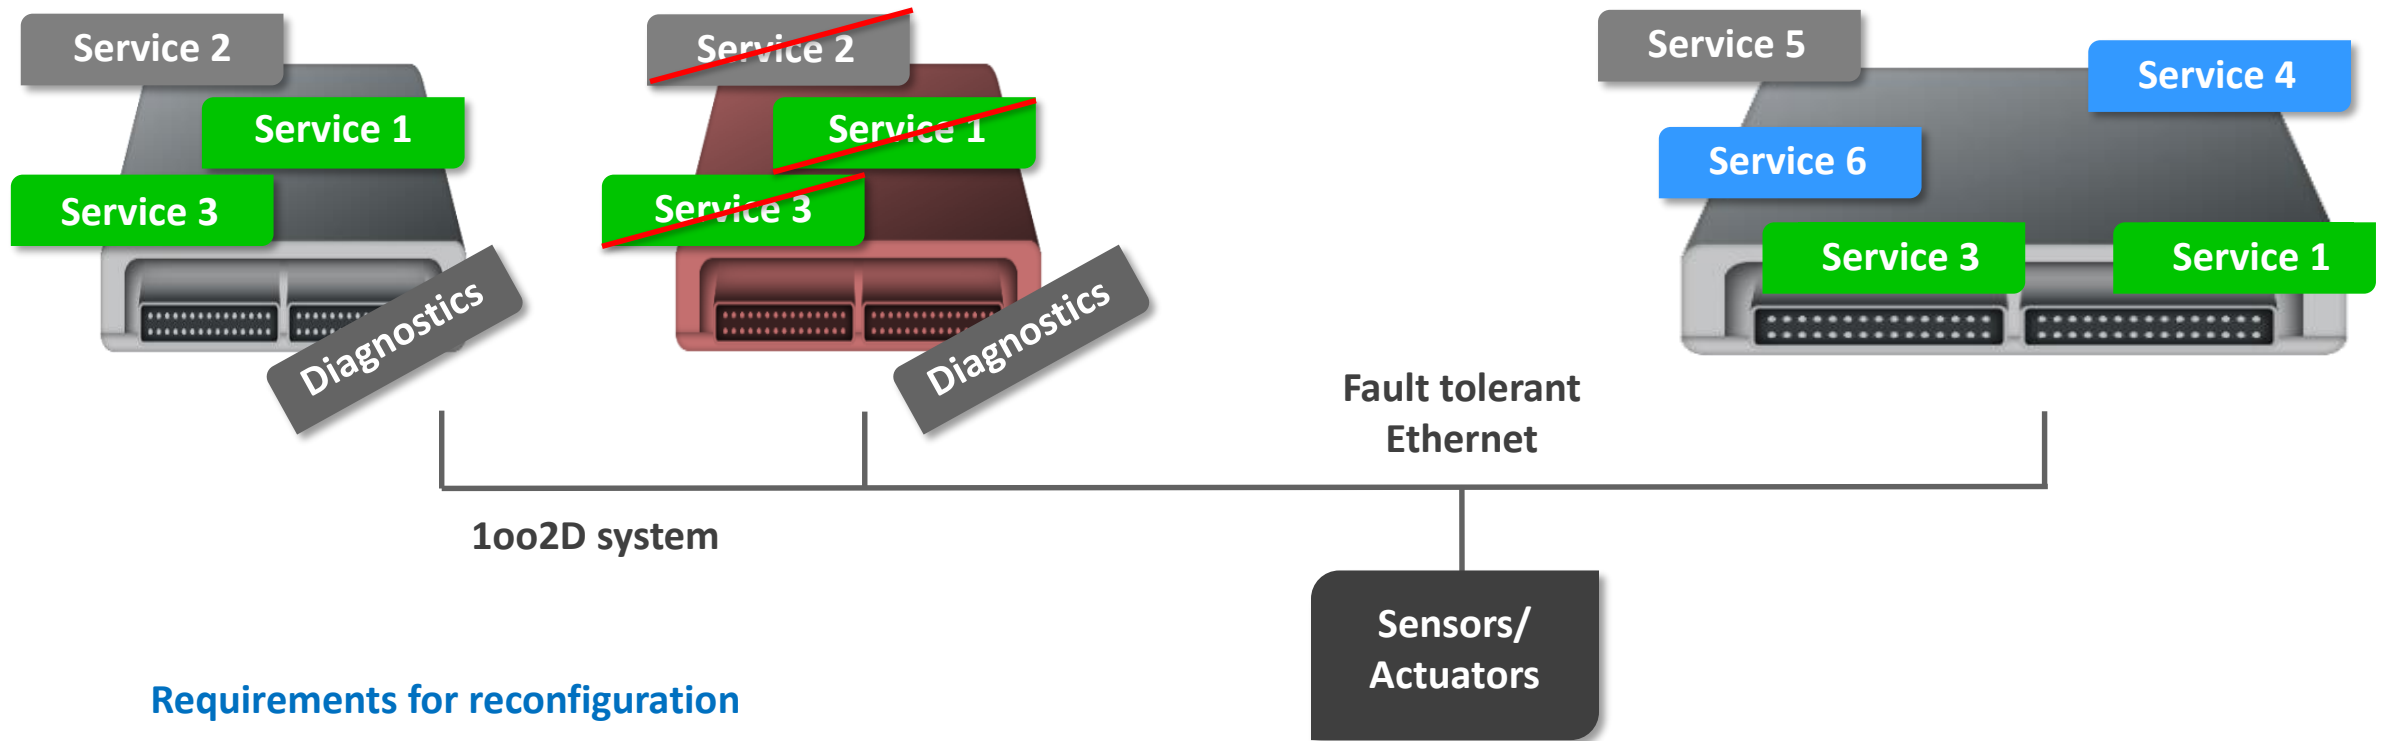 Service 2
Service 1
Service 3
Diagnostics
Service 2
Service 1
Service 3
Diagnostics
Service 5
Service 4
Service 6
Service 3
Service 1
Fault tolerant
Ethernet
1oo2D system
Sensors/
Actuators
Requirements for reconfiguration